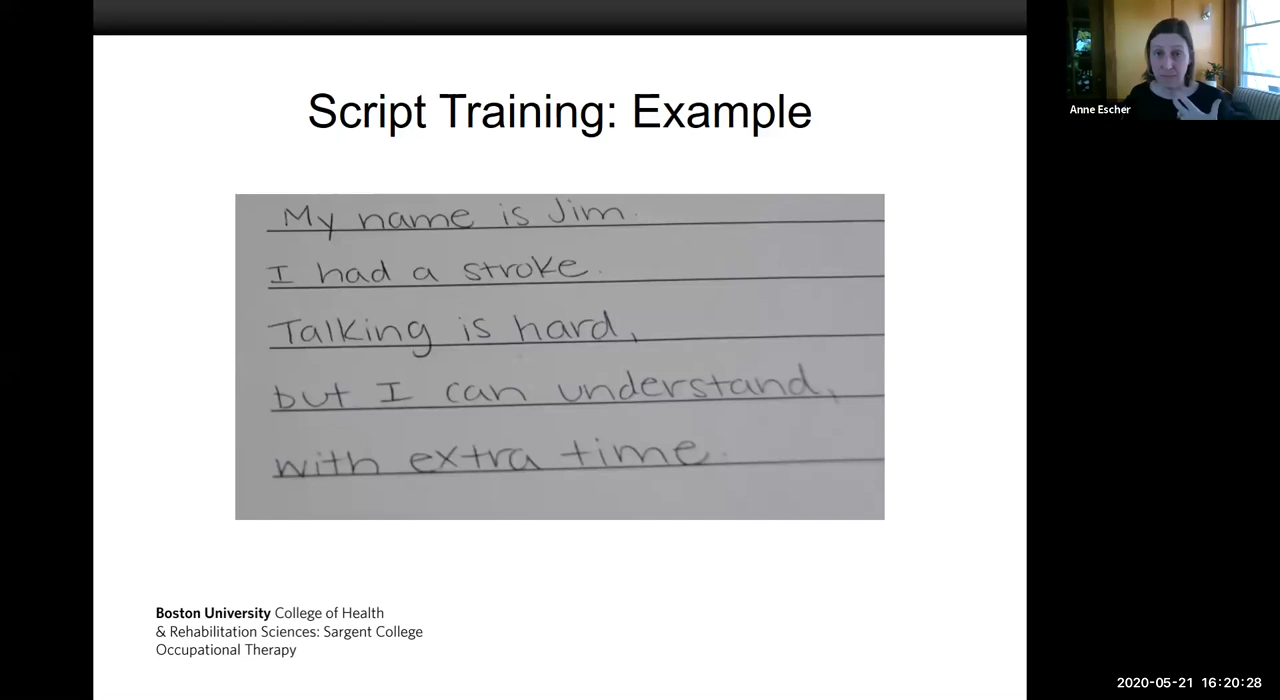 Script Training: Example
My name is Jim.
I had a stroke.
Talking is hard,
but I can understand,
with extra time.
Boston University College of Health
& Rehabilitation Sciences: Sargent College
Occupational Therapy
Anne Escher
2020-05-21 16:20:28